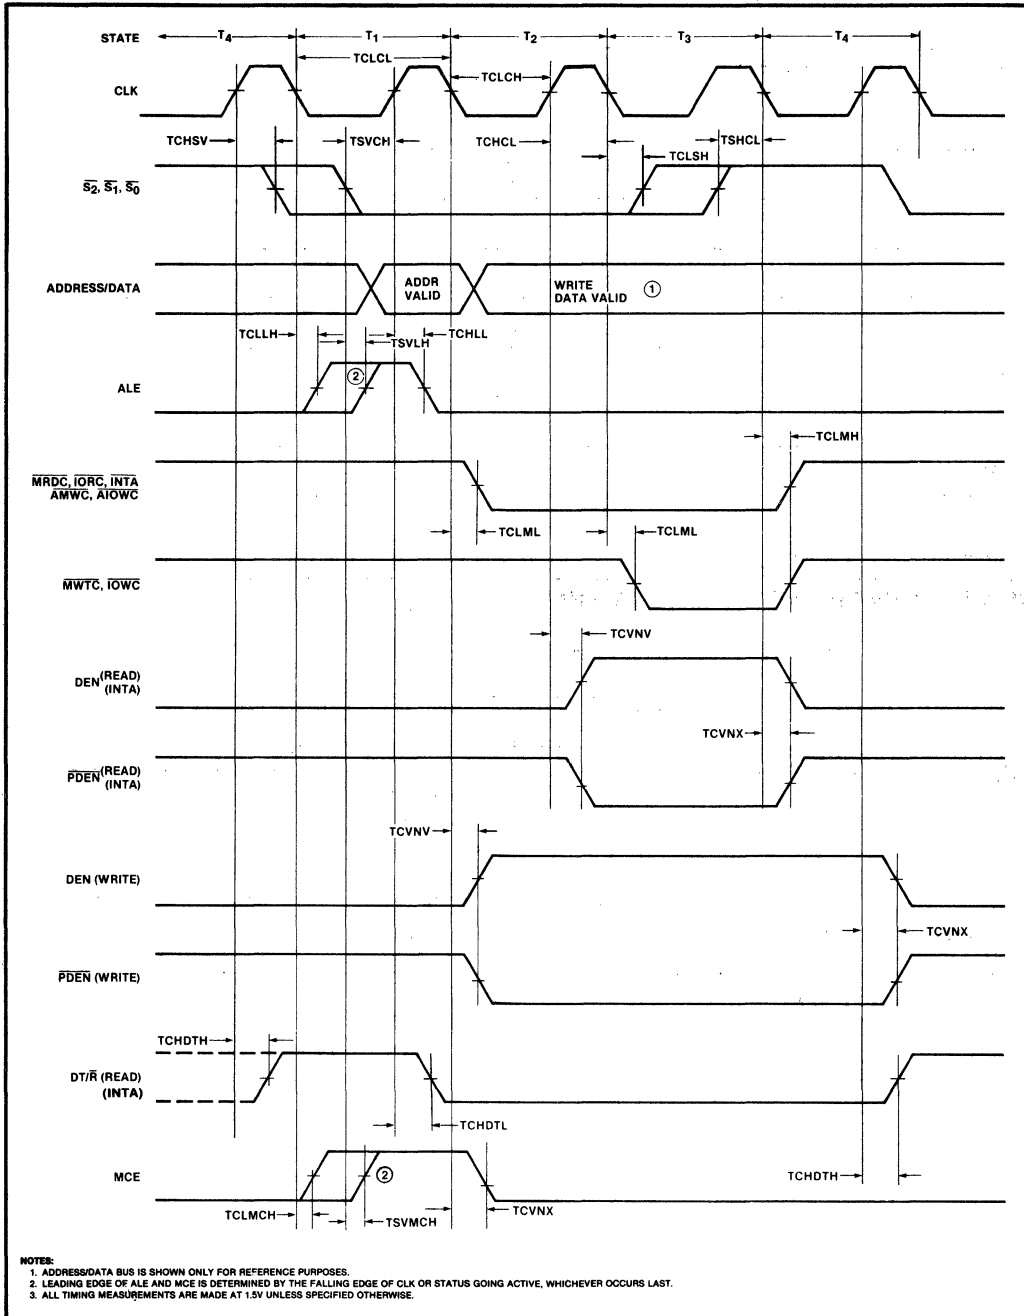 STATE T4 T1 T2 T3 T4
TCLCL
CLK TCLCH
TCHSV TSVCH TCHCL TSHCL
TCLSH
S2, S1, S0
ADDRESS/DATA ADDR VALID WRITE DATA VALID 1
TCLLH TSVLH TCHLL
ALE 2
TCLMH
MRDC, IORC, INTA
AMWC, AIOWC
TCLML TCLML
MWTC, IOWC
TCVNV
DEN (READ)
(INTA)
TCVNX
PDEN (READ)
(INTA)
TCVNV
DEN (WRITE)
TCVNX
PDEN (WRITE)
TCHDTH
DT/R (READ)
(INTA)
TCHDTL
MCE 2 TCHDTH
TCLMCH TSVMCH TCVNX
NOTES:
1. ADDRESS/DATA BUS IS SHOWN ONLY FOR REFERENCE PURPOSES.
2. LEADING EDGE OF ALE AND MCE IS DETERMINED BY THE FALLING EDGE OF CLK OR STATUS GOING ACTIVE, WHICHEVER OCCURS LAST.
3. ALL TIMING MEASUREMENTS ARE MADE AT 1.5V UNLESS SPECIFIED OTHERWISE.